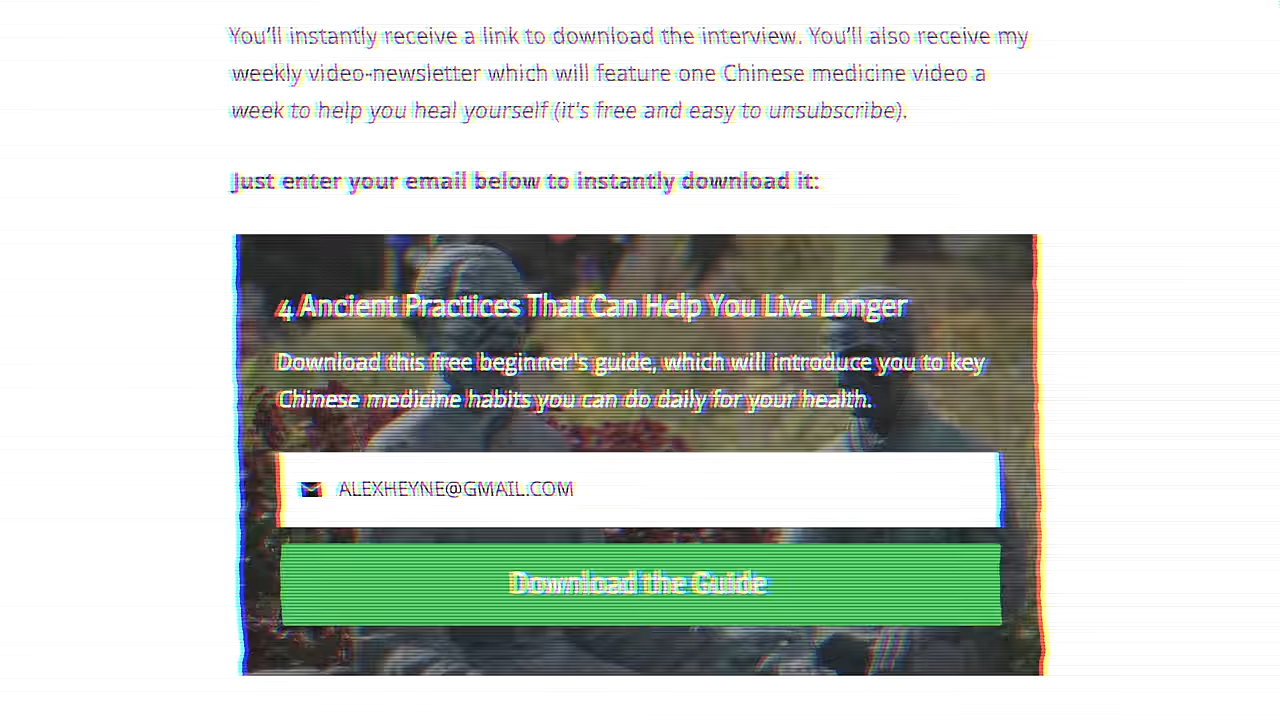 You'll instantly receive a link to download the interview. You'll also receive my
weekly video-newsletter which will feature one Chinese medicine video a
week to help you heal yourself (it's free and easy to unsubscribe).
Just enter your email below to instantly download it:
4 Ancient Practices That Can Help You Live Longer
Download this free beginner's guide, which will introduce you to key
Chinese medicine habits you can do daily for your health.
ALEXHEYNE@GMAIL.COM
Download the Guide